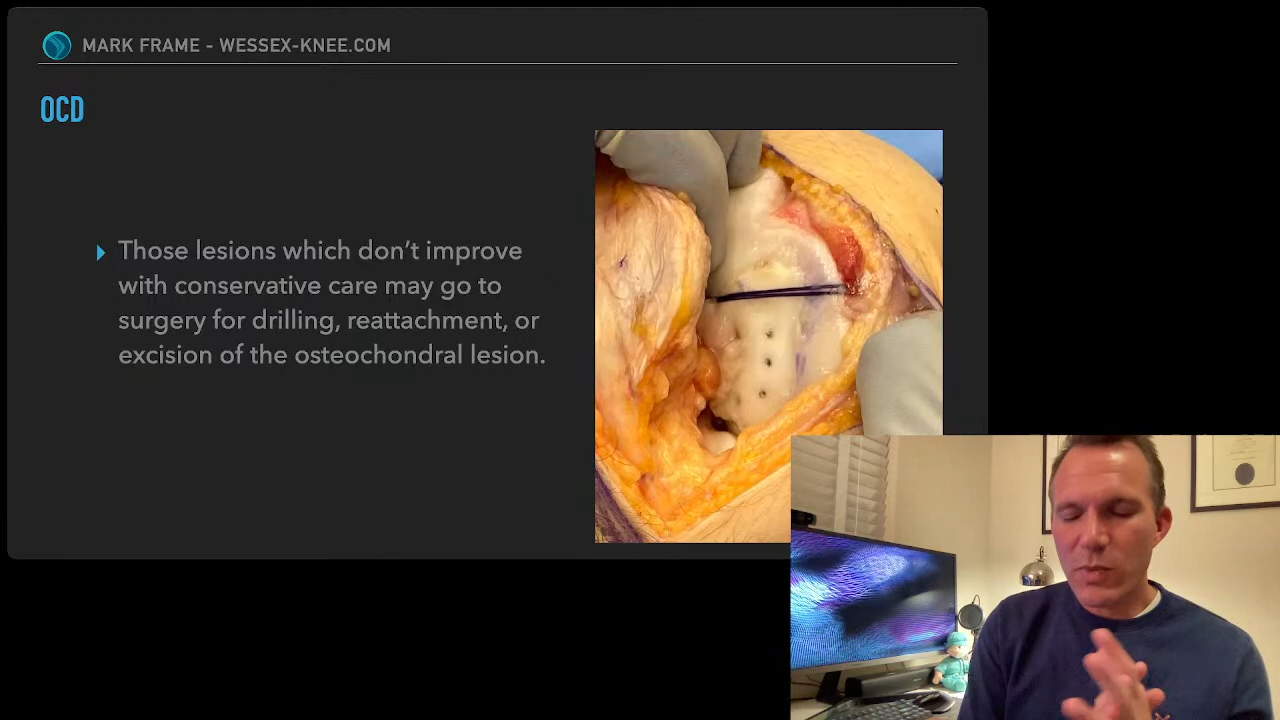 MARK FRAME - WESSEX-KNEE.COM
OCD
Those lesions which don’t improve
with conservative care may go to
surgery for drilling, reattachment, or
excision of the osteochondral lesion.